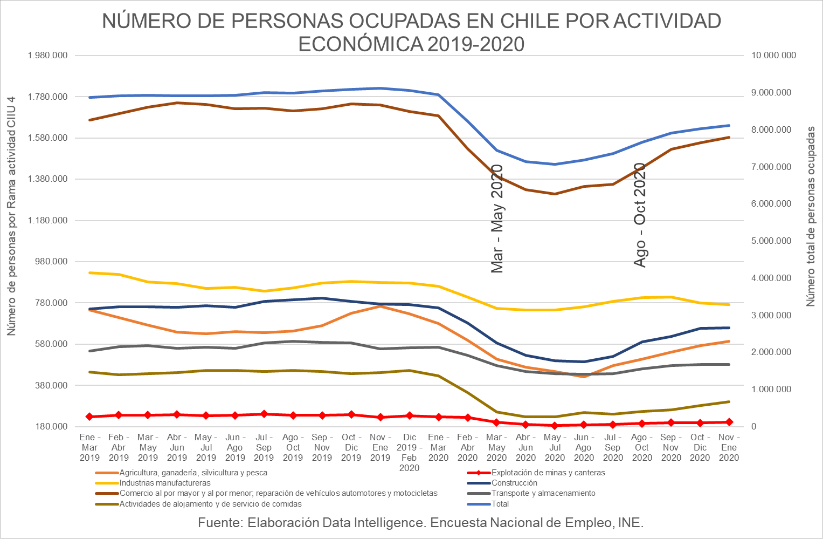 NÚMERO DE PERSONAS OCUPADAS EN CHILE POR ACTIVIDAD
ECONÓMICA 2019-2020
Número de personas por Rama actividad CIIU 4
1.980.000
1.780.000
1.580.000
1.380.000
1.180.000
980.000
780.000
580.000
380.000
180.000
Mar - May 2020
Ago - Oct 2020
10 000 000
9 000 000
8 000 000
7 000 000
6 000 000
5 000 000
4 000 000
3 000 000
2 000 000
1 000 000
0
Número total de personas ocupadas
Ene - Mar 2019
Feb - Abr 2019
Mar - May 2019
Abr - Jun 2019
May - Jul 2019
Jun - Ago 2019
Jul - Sep 2019
Ago - Oct 2019
Sep - Nov 2019
Oct - Dic 2019
Nov - Ene 2020
Dic 2019 - Feb 2020
Ene - Mar 2020
Feb - Abr 2020
Mar - May 2020
Abr - Jun 2020
May - Jul 2020
Jun - Ago 2020
Jul - Sep 2020
Ago - Oct 2020
Sep - Nov 2020
Oct - Dic 2020
Nov - Ene 2020
Agricultura, ganadería, silvicultura y pesca
Explotación de minas y canteras
Industrias manufactureras
Construcción
Comercio al por mayor y al por menor; reparación de vehículos automotores y motocicletas
Transporte y almacenamiento
Actividades de alojamiento y de servicio de comidas
Total
Fuente: Elaboración Data Intelligence. Encuesta Nacional de Empleo, INE.